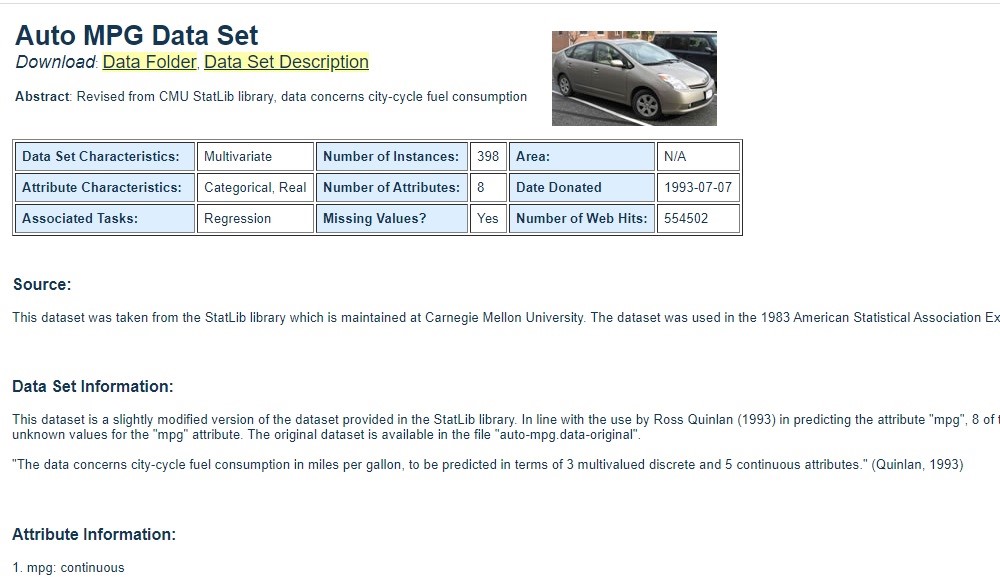 Auto MPG Data Set
Download: Data Folder, Data Set Description
Abstract: Revised from CMU StatLib library, data concerns city-cycle fuel consumption
Data Set Characteristics: Multivariate Number of Instances: 398 Area: N/A
Attribute Characteristics: Categorical, Real Number of Attributes: 8 Date Donated 1993-07-07
Associated Tasks: Regression Missing Values? Yes Number of Web Hits: 554502
Source:
This dataset was taken from the StatLib library which is maintained at Carnegie Mellon University. The dataset was used in the 1983 American Statistical Association Ex
Data Set Information:
This dataset is a slightly modified version of the dataset provided in the StatLib library. In line with the use by Ross Quinlan (1993) in predicting the attribute "mpg", 8 of t
unknown values for the "mpg" attribute. The original dataset is available in the file "auto-mpg.data-original".
"The data concerns city-cycle fuel consumption in miles per gallon, to be predicted in terms of 3 multivalued discrete and 5 continuous attributes." (Quinlan, 1993)
Attribute Information:
1. mpg: continuous